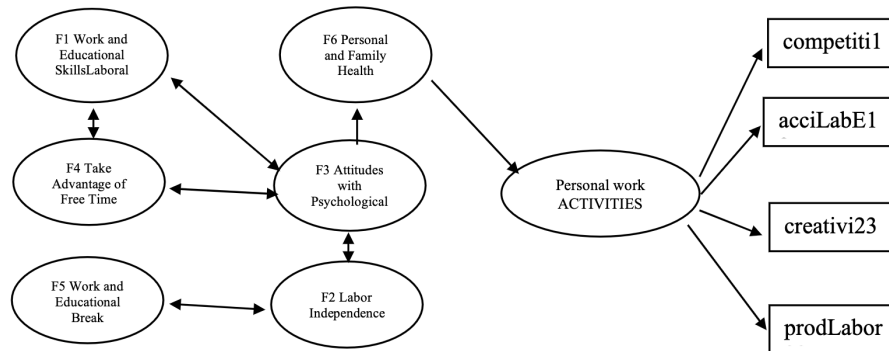 F1 Work and
Educational
SkillsLaboral
F6 Personal
and Family
Health
competiti1
acciLabE1
F4 Take
Advantage of
Free Time
F3 Attitudes
with
Psychological
Personal work
ACTIVITIES
creativi23
F5 Work and
Educational
Break
F2 Labor
Independence
prodLabor